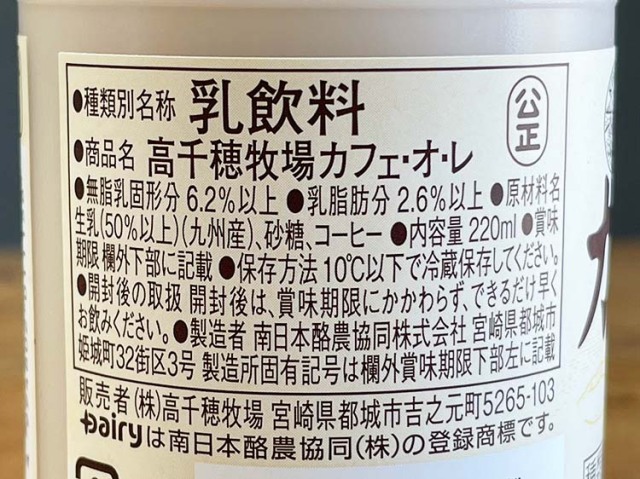 ●種類別名称 乳飲料
公正
●商品名 高千穂牧場カフェ・オ・レ
●無脂乳固形分 6.2%以上 ●乳脂肪分 2.6%以上 ●原材料名
生乳(50%以上)(九州産)、砂糖、コーヒー ●内容量 220ml ●賞味
期限 欄外下部に記載 ●保存方法 10℃以下で冷蔵保存してください。
●開封後の取扱 開封後は、賞味期限にかかわらず、できるだけ早く
お飲みください。 ●製造者 南日本酪農協同株式会社 宮崎県都城市
姫城町32街区3号 製造所固有記号は欄外賞味期限下部左に記載
販売者 (株)高千穂牧場 宮崎県都城市吉之元町5265-103
Dairyは南日本酪農協同(株)の登録商標です。